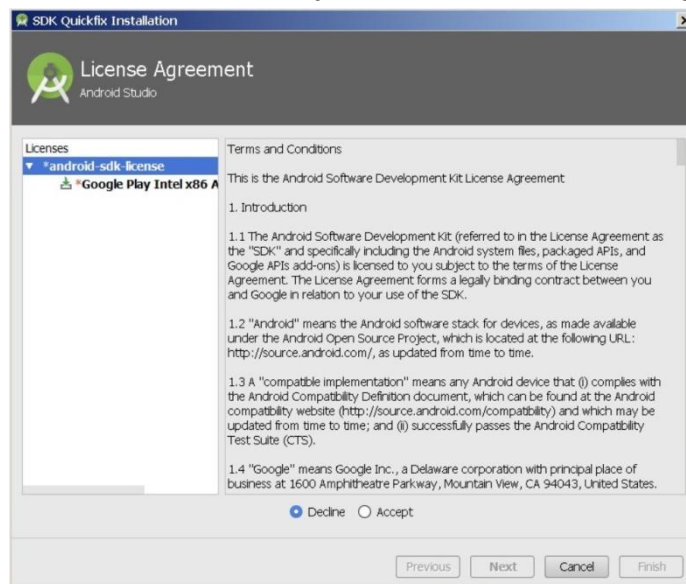 SDK Quickfix Installation
License Agreement
Android Studio
Licenses
*android-sdk-license
*Google Play Intel x86 A
Terms and Conditions
This is the Android Software Development Kit License Agreement
1. Introduction
1.1 The Android Software Development Kit (referred to in the License Agreement as
the "SDK" and specifically including the Android system files, packaged APIs, and
Google APIs add-ons) is licensed to you subject to the terms of the License
Agreement. The License Agreement forms a legally binding contract between you
and Google in relation to your use of the SDK.
1.2 "Android" means the Android software stack for devices, as made available
under the Android Open Source Project, which is located at the following URL:
http://source.android.com/, as updated from time to time.
1.3 A "compatible implementation" means any Android device that (i) complies with
the Android Compatibility Definition document, which can be found at the Android
compatibility website (http://source.android.com/compatibility) and which may be
updated from time to time; and (ii) successfully passes the Android Compatibility
Test Suite (CTS).
1.4 "Google" means Google Inc., a Delaware corporation with principal place of
business at 1600 Amphitheatre Parkway, Mountain View, CA 94043, United States.
Decline Accept
Previous Next Cancel Finish